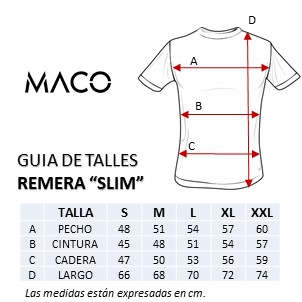 D
A
MACO
B
C
GUIA DE TALLES
REMERA “SLIM”
TALLA S M L XL XXL
A PECHO 48 51 54 57 60
B CINTURA 45 48 51 54 57
C CADERA 47 50 53 56 59
D LARGO 66 68 70 72 74
Las medidas están expresadas en cm.